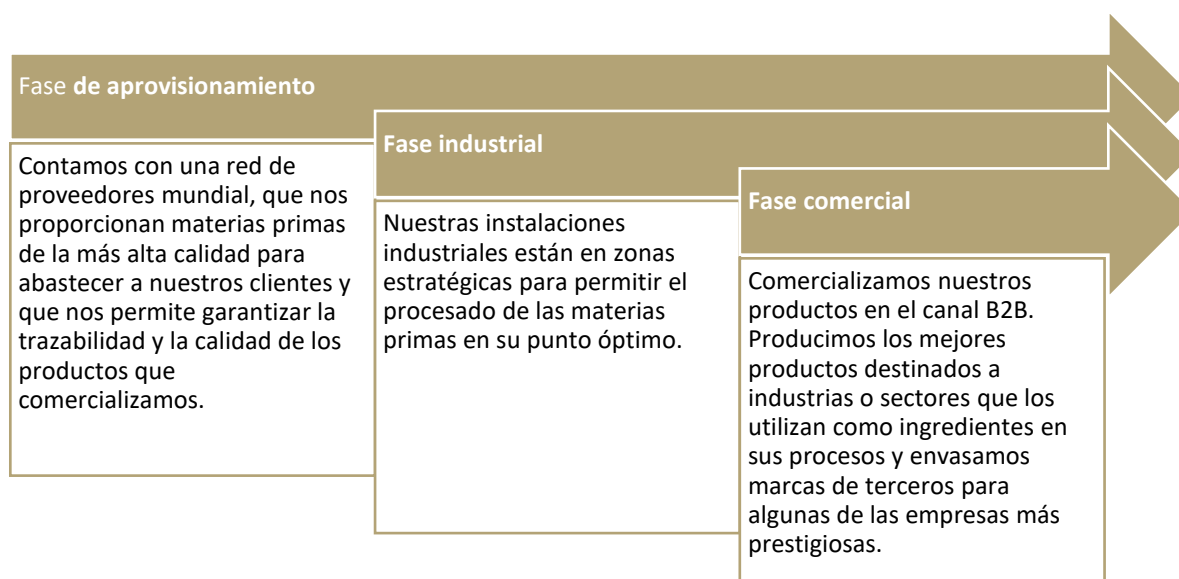 Fase de aprovisionamiento
Contamos con una red de
proveedores mundial, que nos
proporcionan materias primas
de la más alta calidad para
abastecer a nuestros clientes y
que nos permite garantizar la
trazabilidad y la calidad de los
productos que
comercializamos.
Fase industrial
Nuestras instalaciones
industriales están en zonas
estratégicas para permitir el
procesado de las materias
primas en su punto óptimo.
Fase comercial
Comercializamos nuestros
productos en el canal B2B.
Producimos los mejores
productos destinados a
industrias o sectores que los
utilizan como ingredientes en
sus procesos y envasamos
marcas de terceros para
algunas de las empresas más
prestigiosas.